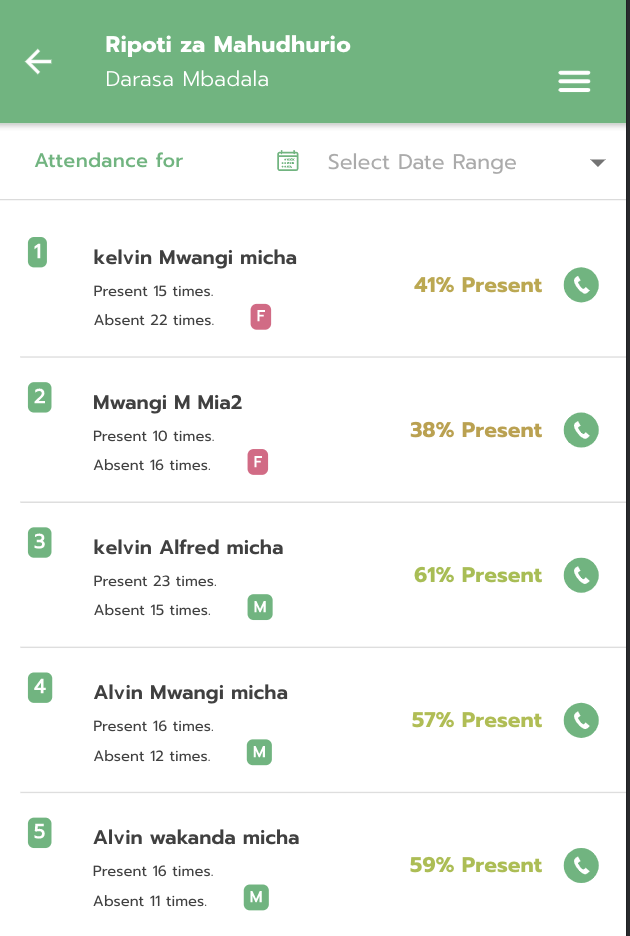 Ripoti za Mahudhurio
Darasa Mbadala
Attendance for
Select Date Range
1
kelvin Mwangi micha
Present 15 times.
41% Present
Absent 22 times.
F
2
Mwangi M Mia2
Present 10 times.
38% Present
Absent 16 times.
F
3
kelvin Alfred micha
Present 23 times.
61% Present
Absent 15 times.
M
4
Alvin Mwangi micha
Present 16 times.
57% Present
Absent 12 times.
M
5
Alvin wakanda micha
Present 16 times.
59% Present
Absent 11 times.
M